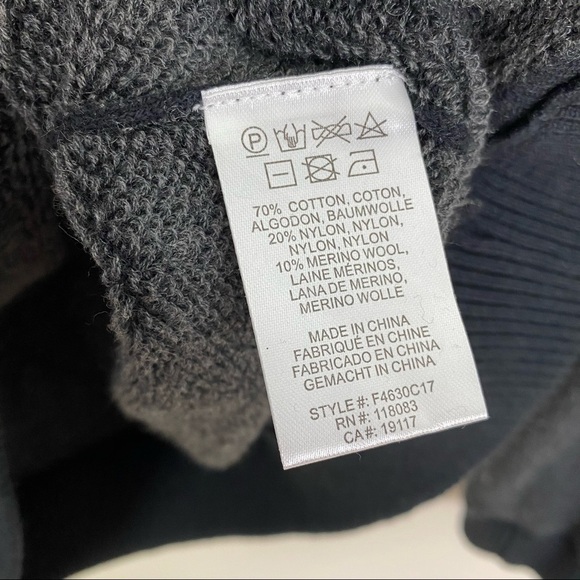 P
70% COTTON, COTON,
ALGODON, BAUMWOLLE
20% NYLON, NYLON,
NYLON, NYLON
10% MERINO WOOL,
LAINE MÉRINOS,
LANA DE MERINO,
MERINO WOLLE
MADE IN CHINA
FABRIQUÉ EN CHINE
FABRICADO EN CHINA
GEMACHT IN CHINA
STYLE #: F4630C17
RN#: 118083
CA#: 19117